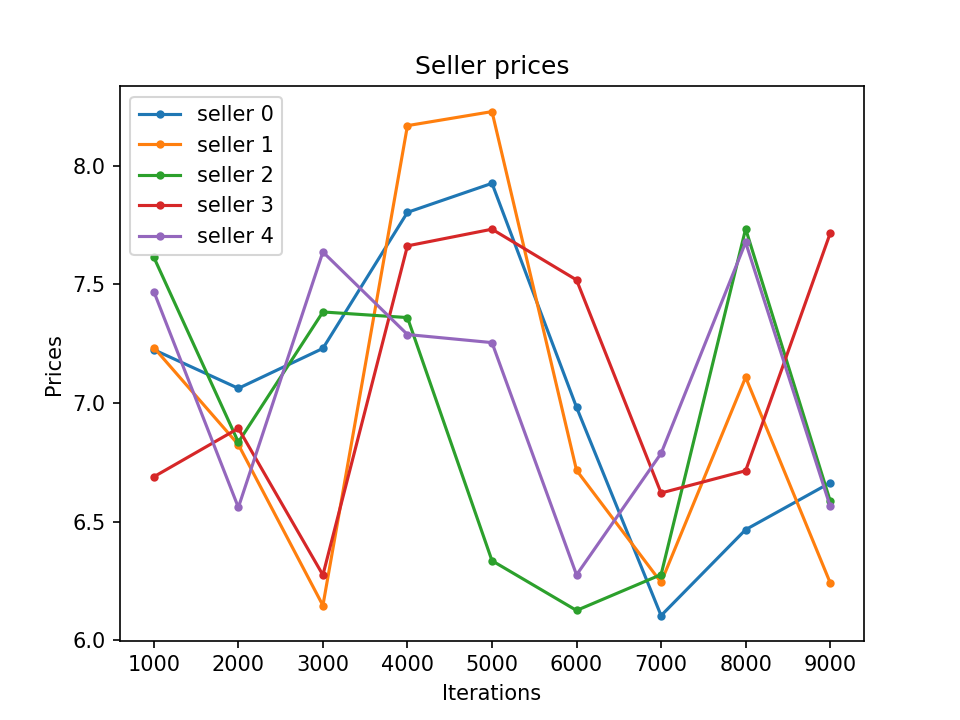 Seller prices
seller 0
seller 1
seller 2
seller 3
seller 4
8.0
7.5
7.0
6.5
6.0
Prices
1000 2000 3000 4000 5000 6000 7000 8000 9000
Iterations